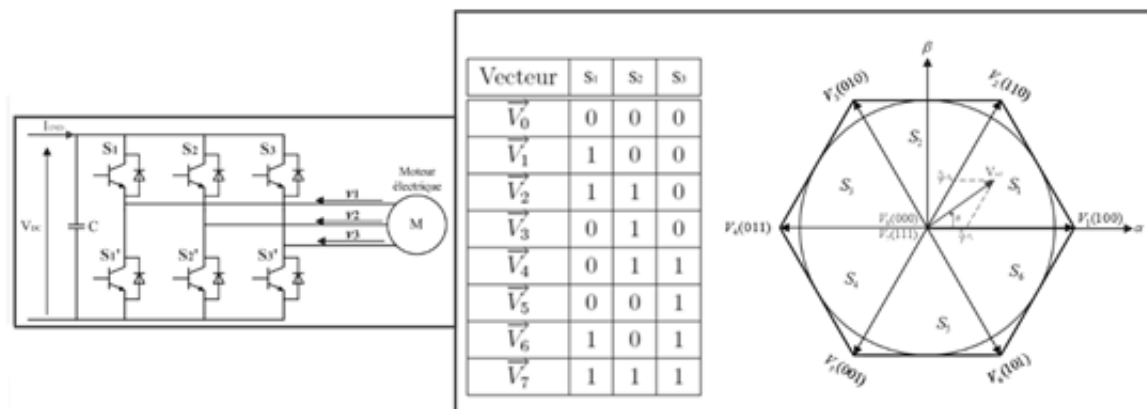 I
V_DC
C
S1
S2
S3
S1'
S2'
S3'
v1
v2
v3
Moteur
électrique
M
Vecteur S₁ S₂ S₃
V₀ 0 0 0
V₁ 1 0 0
V₂ 1 1 0
V₃ 0 1 0
V₄ 0 1 1
V₅ 0 0 1
V₆ 1 0 1
V₇ 1 1 1
β
V₃(010)
V₂(110)
S₂
S₃
S₁
V₀(000)
V₇(111)
V₄(011)
V₁(100)
α
S₄
S₆
S₅
V₅(001)
V₆(101)